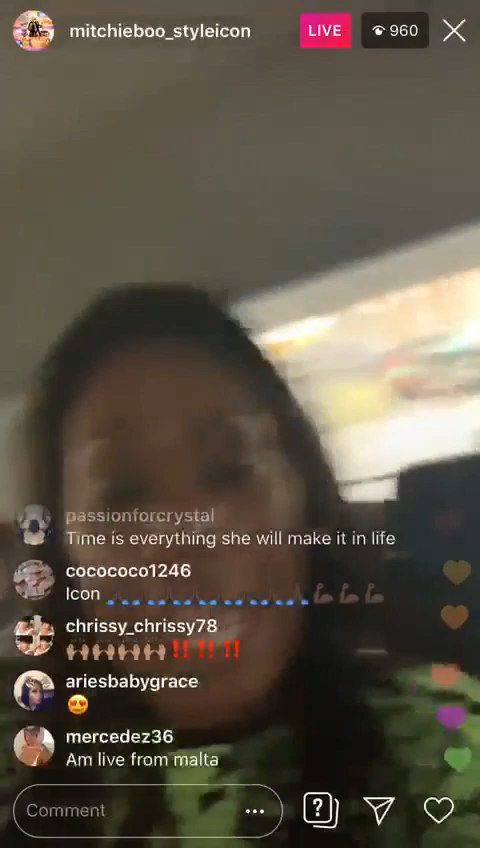 mitchieboo_styleicon
LIVE
960
passionforcrystal
Time is everything she will make it in life
cocococo1246
Icon 🙏🏿🙏🏿🙏🏿🙏🏿🙏🏿🙏🏿🙏🏿🙏🏿💪🏿💪🏿💪🏿
chrissy_chrissy78
🙌🏽🙌🏽🙌🏽🙌🏽‼️‼️‼️
ariesbabygrace
😍
mercedez36
Am live from malta
Comment